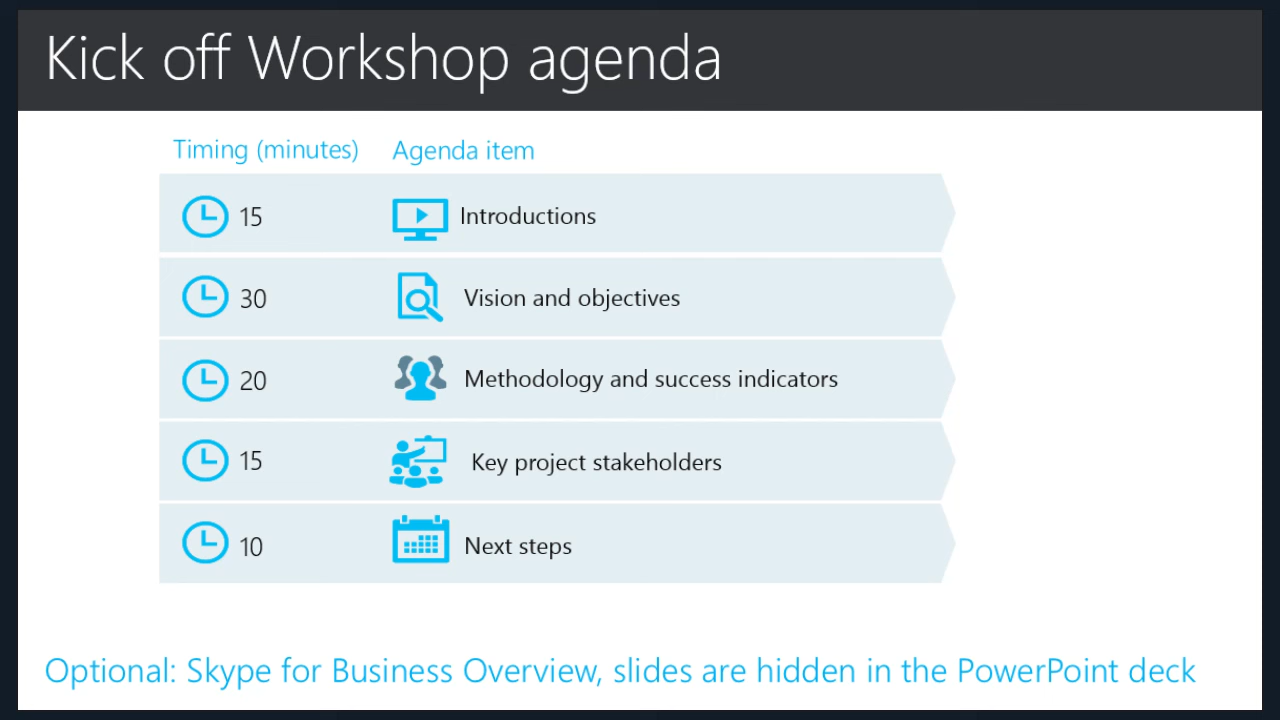 Kick off Workshop agenda
Timing (minutes) Agenda item
15 Introductions
30 Vision and objectives
20 Methodology and success indicators
15 Key project stakeholders
10 Next steps
Optional: Skype for Business Overview, slides are hidden in the PowerPoint deck